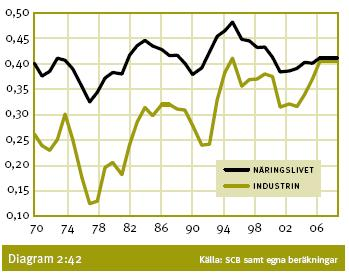 0,50
0,45
0,40
0,35
0,30
0,25
0,20
0,15
0,10
70 74 78 82 86 90 94 98 02 06
NÄRINGSLIVET
INDUSTRIN
Diagram 2:42 Källa: SCB samt egna beräkningar